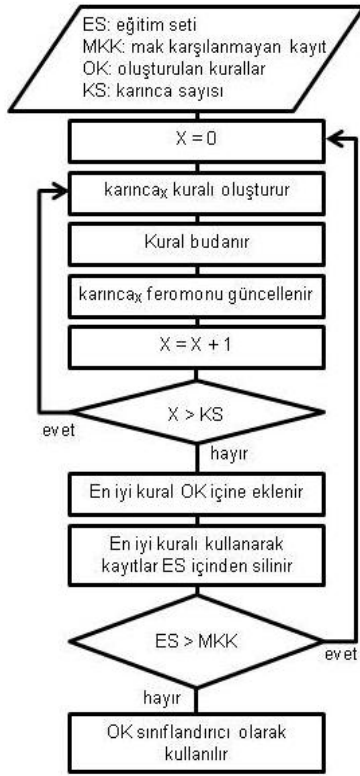 ES: eğitim seti
MKK: mak karşılanmayan kayıt
OK: oluşturulan kurallar
KS: karınca sayısı
X = 0
karıncaX kuralı oluşturur
Kural budanır
karıncaX feromonu güncellenir
X = X + 1
X > KS
evet
hayır
En iyi kural OK içine eklenir
En iyi kuralı kullanarak
kayıtlar ES içinden silinir
ES > MKK
evet
hayır
OK sınıflandırıcı olarak
kullanılır